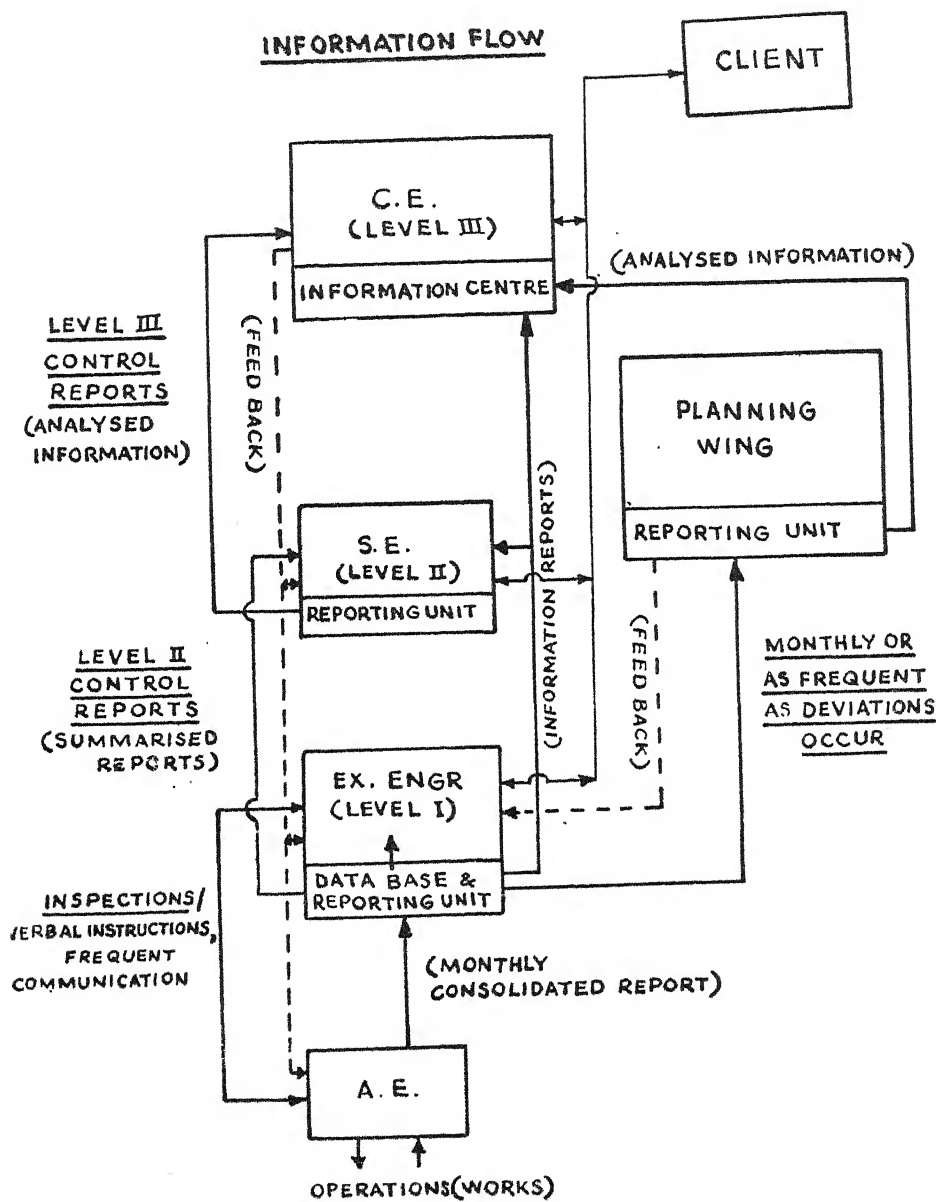 INFORMATION FLOW
CLIENT
C.E.
(LEVEL III)
INFORMATION CENTRE
(ANALYSED INFORMATION)
LEVEL III
CONTROL
REPORTS
(ANALYSED
INFORMATION)
(FEED BACK)
PLANNING
WING
REPORTING UNIT
S.E.
(LEVEL II)
REPORTING UNIT
(INFORMATION REPORTS)
(FEED BACK)
MONTHLY OR
AS FREQUENT
AS DEVIATIONS
OCCUR
LEVEL II
CONTROL
REPORTS
(SUMMARISED
REPORTS)
EX. ENGR
(LEVEL I)
DATA BASE &
REPORTING UNIT
INSPECTIONS/
VERBAL INSTRUCTIONS,
FREQUENT
COMMUNICATION
(MONTHLY
CONSOLIDATED REPORT)
A.E.
OPERATIONS(WORKS)